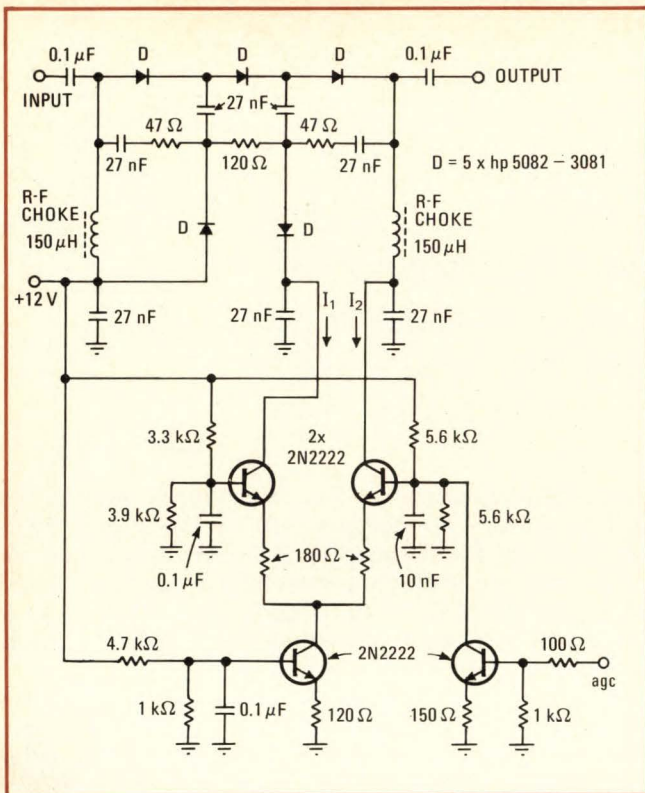 0.1 μF D D D 0.1 μF
INPUT OUTPUT
27 nF
47 Ω 47 Ω
27 nF 120 Ω 27 nF
D = 5 x hp 5082 – 3081
R-F
CHOKE
150 μH
D D
R-F
CHOKE
150 μH
+12 V
27 nF 27 nF I₁ I₂ 27 nF
3.3 kΩ 2x
2N2222 5.6 kΩ
3.9 kΩ 5.6 kΩ
0.1 μF 180 Ω 10 nF
4.7 kΩ 2N2222 100 Ω
agc
1 kΩ 0.1 μF 120 Ω 150 Ω 1 kΩ